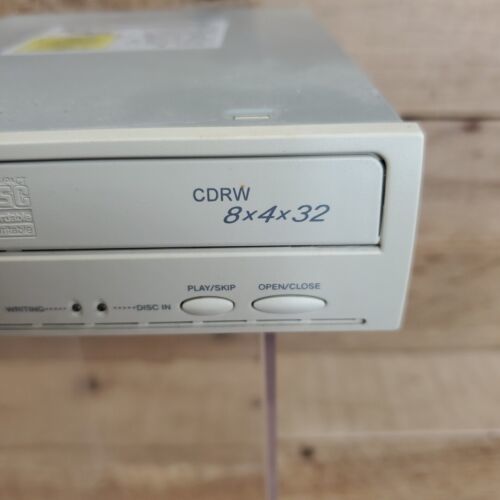 CDRW
8x4x32
PLAY/SKIP OPEN/CLOSE
WRITING DISC IN